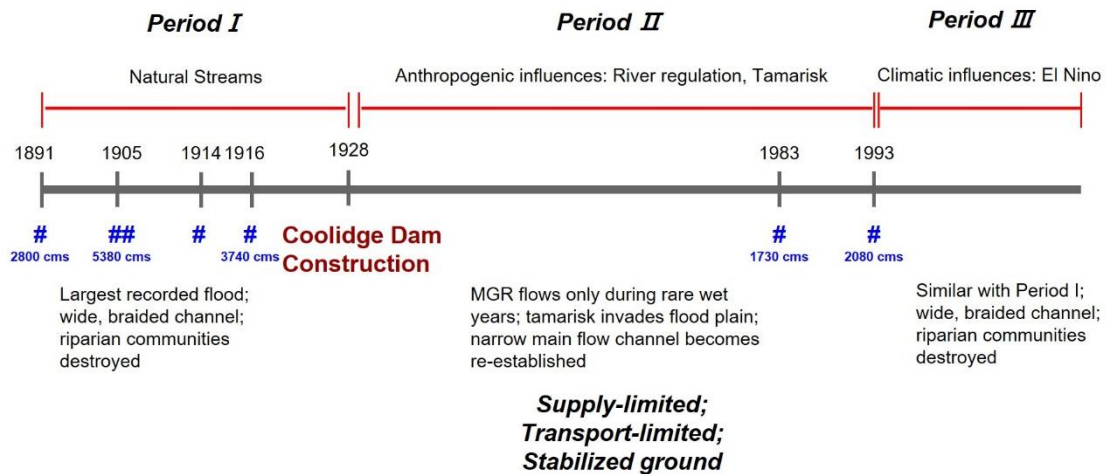 Period I
Period II
Period III
Natural Streams
Anthropogenic influences: River regulation, Tamarisk
Climatic influences: El Nino
1891
1905
1914
1916
1928
1983
1993
#
##
#
#
#
#
2800 cms
5380 cms
3740 cms
1730 cms
2080 cms
Coolidge Dam
Construction
Largest recorded flood;
wide, braided channel;
riparian communities
destroyed
MGR flows only during rare wet
years; tamarisk invades flood plain;
narrow main flow channel becomes
re-established
Similar with Period I;
wide, braided channel;
riparian communities
destroyed
Supply-limited;
Transport-limited;
Stabilized ground